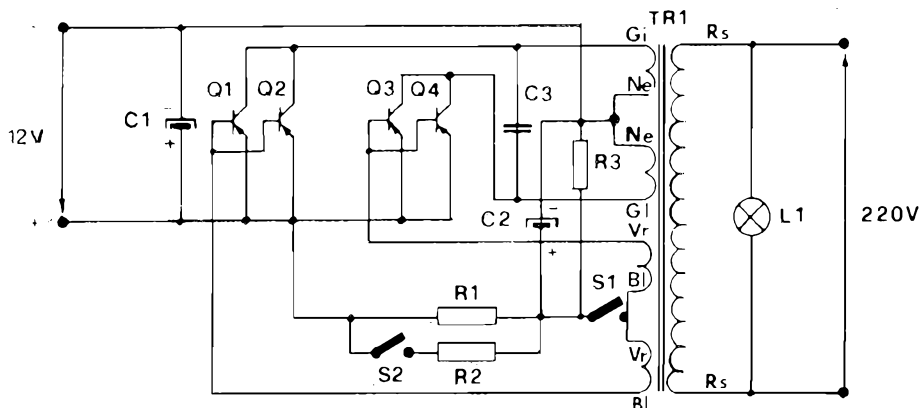 TR1
Gi
Rs
Q1
Q2
Q3
Q4
C3
Ne
12V
C1
-
+
Ne
R3
+
C2
-
+
Gl
Vr
L1
220V
Bl
S1
R1
S2
R2
Vr
Bl
Rs